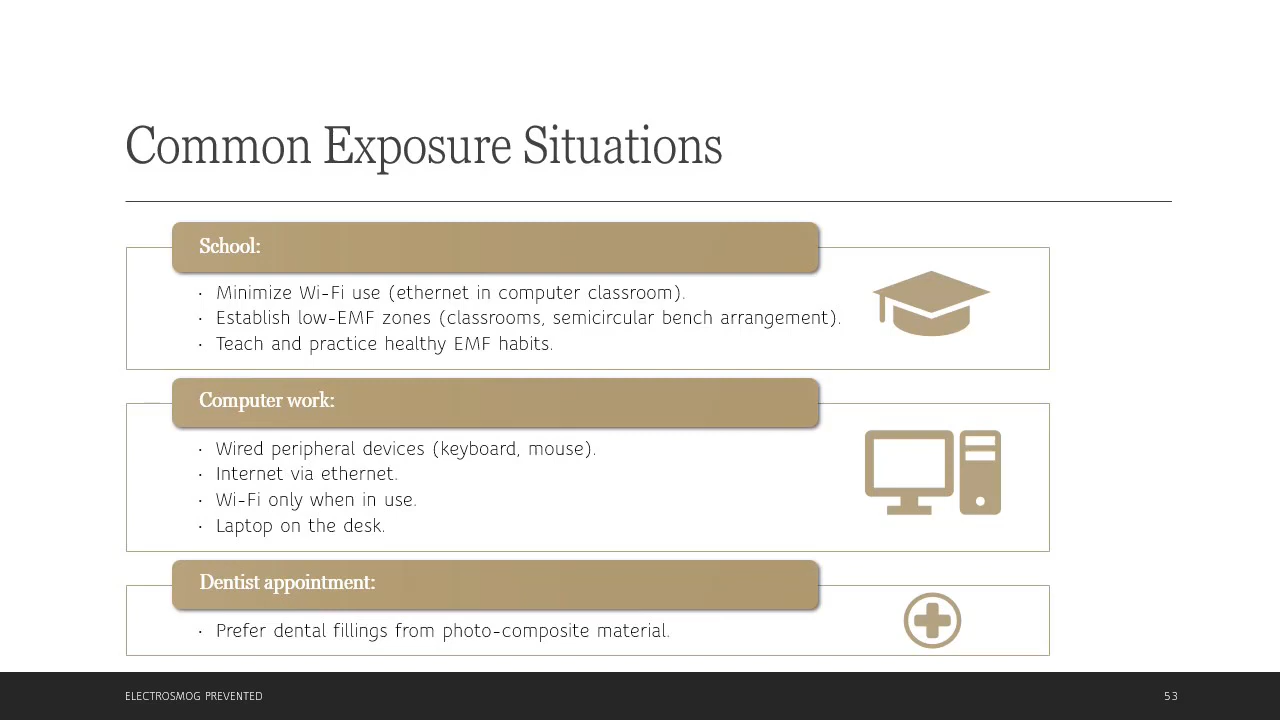 Common Exposure Situations
School:
· Minimize Wi-Fi use (ethernet in computer classroom).
· Establish low-EMF zones (classrooms, semicircular bench arrangement).
· Teach and practice healthy EMF habits.
Computer work:
· Wired peripheral devices (keyboard, mouse).
· Internet via ethernet.
· Wi-Fi only when in use.
· Laptop on the desk.
Dentist appointment:
· Prefer dental fillings from photo-composite material.
ELECTROSMOG PREVENTED
53